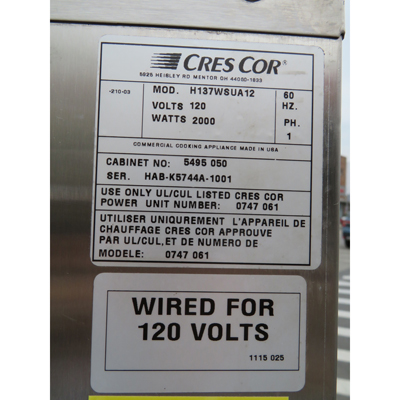 CRES COR®
5925 HEISLEY RD MENTOR OH 44060-1833
-210-03
MOD. H137WSUA12
60 HZ.
VOLTS 120
WATTS 2000
PH. 1
COMMERCIAL COOKING APPLIANCE MADE IN USA
CABINET NO: 5495 050
SER. HAB-K5744A-1001
USE ONLY UL/CUL LISTED CRES COR
POWER UNIT NUMBER: 0747 061
UTILISER UNIQUREMENT L'APPAREIL DE
CHAUFFAGE CRES COR APPROUVE
PAR UL/CUL, ET DE NUMERO DE
MODELE: 0747 061
WIRED FOR
120 VOLTS
1115 025